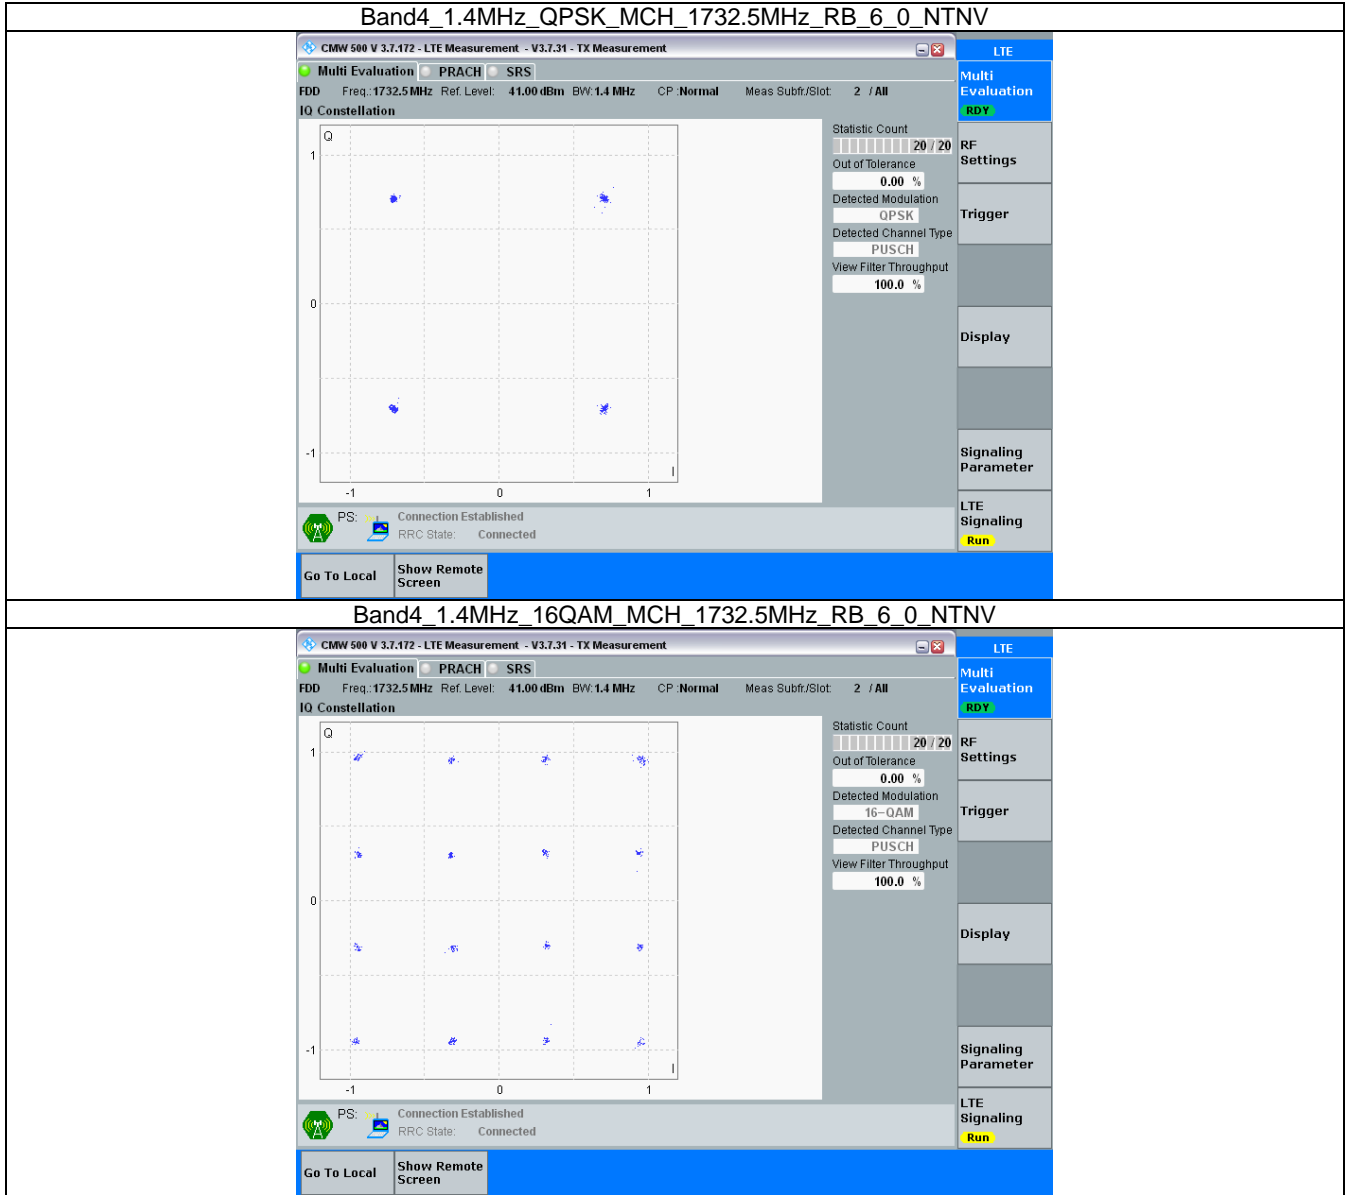 Band4_1.4MHz_QPSK_MCH_1732.5MHz_RB_6_0_NTNV
CMW 500 V 3.7.172 - LTE Measurement - V3.7.31 - TX Measurement
LTE
Multi Evaluation PRACH SRS
Multi
Evaluation
RDY
FDD Freq.:1732.5 MHz Ref. Level: 41.00 dBm BW:1.4 MHz CP :Normal Meas Subfr./Slot: 2 / All
IQ Constellation
Q
1
0
-1
I
-1 0 1
Statistic Count
20 / 20
Out of Tolerance
0.00 %
Detected Modulation
QPSK
Detected Channel Type
PUSCH
View Filter Throughput
100.0 %
RF
Settings
Trigger
Display
Signaling
Parameter
LTE
Signaling
Run
PS: Connection Established
RRC State: Connected
Go To Local
Show Remote
Screen
Band4_1.4MHz_16QAM_MCH_1732.5MHz_RB_6_0_NTNV
CMW 500 V 3.7.172 - LTE Measurement - V3.7.31 - TX Measurement
LTE
Multi Evaluation PRACH SRS
Multi
Evaluation
RDY
FDD Freq.:1732.5 MHz Ref. Level: 41.00 dBm BW:1.4 MHz CP :Normal Meas Subfr./Slot: 2 / All
IQ Constellation
Q
1
0
-1
I
-1 0 1
Statistic Count
20 / 20
Out of Tolerance
0.00 %
Detected Modulation
16-QAM
Detected Channel Type
PUSCH
View Filter Throughput
100.0 %
RF
Settings
Trigger
Display
Signaling
Parameter
LTE
Signaling
Run
PS: Connection Established
RRC State: Connected
Go To Local
Show Remote
Screen